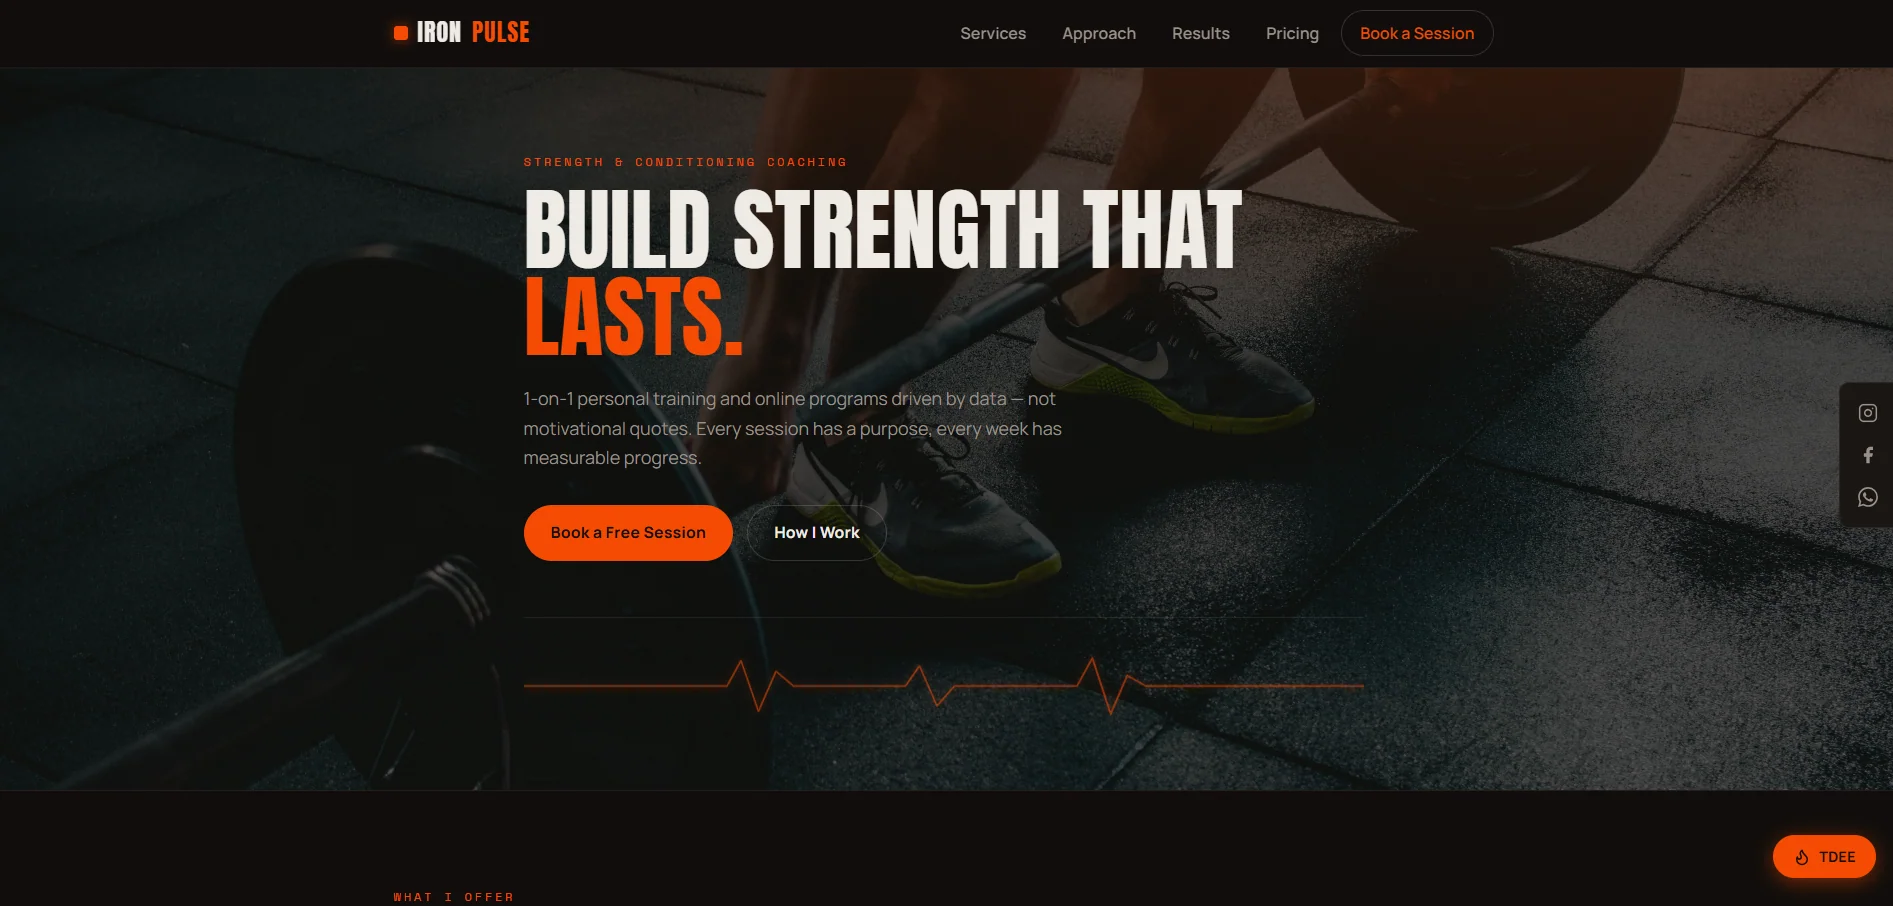 IRON PULSE
Services
Approach
Results
Pricing
Book a Session
STRENGTH & CONDITIONING COACHING
BUILD STRENGTH THAT
LASTS.
1-on-1 personal training and online programs driven by data — not
motivational quotes. Every session has a purpose, every week has
measurable progress.
Book a Free Session
How I Work
TDEE
WHAT I OFFER